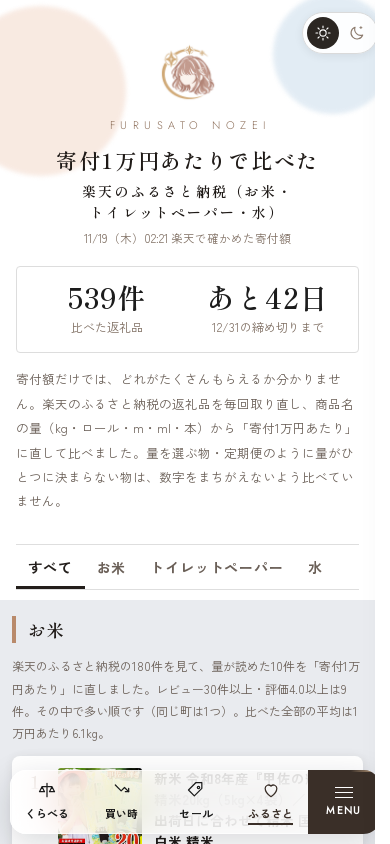 FURUSATO NOZEI
寄付1万円あたりで比べた
楽天のふるさと納税（お米・
トイレットペーパー・水）
11/19（木）02:21 楽天で確かめた寄付額
539件
比べた返礼品
あと42日
12/31の締め切りまで
寄付額だけでは、どれがたくさんもらえるか分かりませ
ん。楽天のふるさと納税の返礼品を毎回取り直し、商品名
の量（kg・ロール・m・ml・本）から「寄付1万円あたり」
に直して比べました。量を選ぶ物・定期便のように量がひ
とつに決まらない物は、数字をまちがえないよう比べてい
ません。
すべて
お米
トイレットペーパー
水
お米
楽天のふるさと納税の180件を見て、量が読めた10件を「寄付1万
円あたり」に直しました。レビュー30件以上・評価4.0以上は9
件。その中で多い順です（同じ町は1つ）。比べた全部の平均は1
万円あたり6.1kg。
新米 令和8年産『甲佐の
出荷日に合わせて
白米 精米
くらべる
買い時
セール
ふるさと
MENU